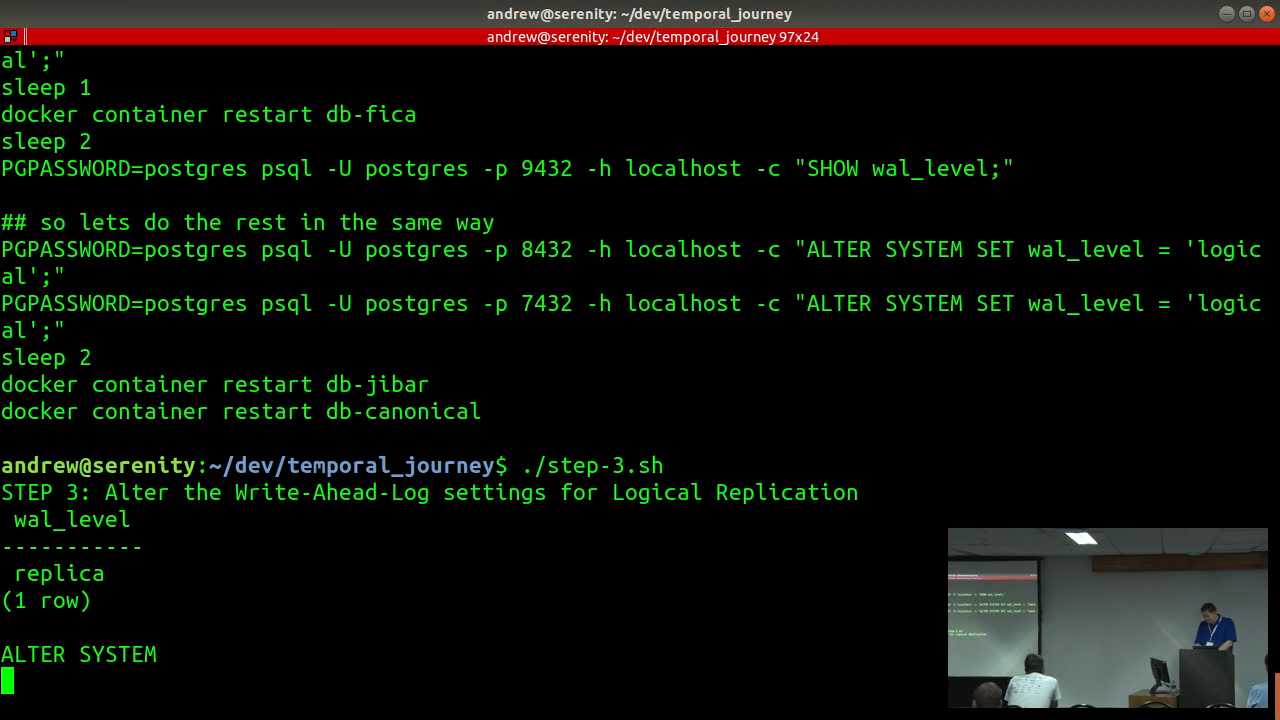 andrew@serenity: ~/dev/temporal_journey
andrew@serenity: ~/dev/temporal_journey 97x24
al';"
sleep 1
docker container restart db-fica
sleep 2
PGPASSWORD=postgres psql -U postgres -p 9432 -h localhost -c "SHOW wal_level;"
## so lets do the rest in the same way
PGPASSWORD=postgres psql -U postgres -p 8432 -h localhost -c "ALTER SYSTEM SET wal_level = 'logic
al';"
PGPASSWORD=postgres psql -U postgres -p 7432 -h localhost -c "ALTER SYSTEM SET wal_level = 'logic
al';"
sleep 2
docker container restart db-jibar
docker container restart db-canonical
andrew@serenity:~/dev/temporal_journey$ ./step-3.sh
STEP 3: Alter the Write-Ahead-Log settings for Logical Replication
wal_level
-----------
replica
(1 row)
ALTER SYSTEM